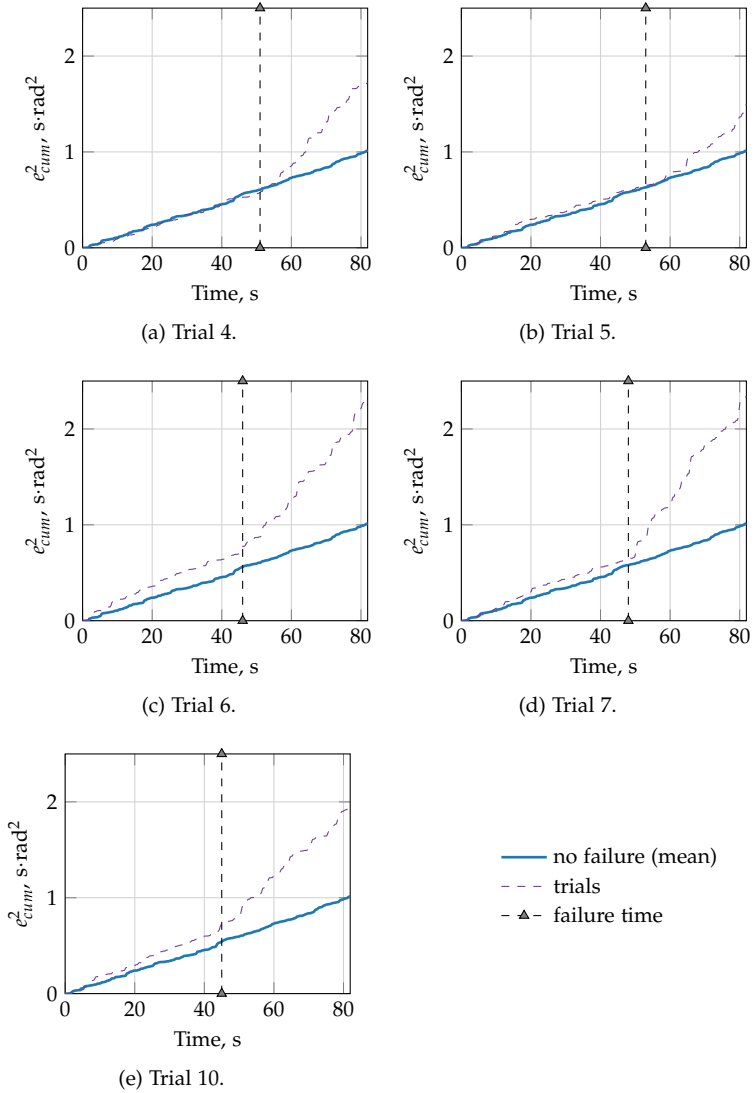 2
1
0
0 20 40 60 80
e²cum, s·rad²
Time, s
(a) Trial 4.
2
1
0
0 20 40 60 80
e²cum, s·rad²
Time, s
(b) Trial 5.
2
1
0
0 20 40 60 80
e²cum, s·rad²
Time, s
(c) Trial 6.
2
1
0
0 20 40 60 80
e²cum, s·rad²
Time, s
(d) Trial 7.
2
1
0
0 20 40 60 80
e²cum, s·rad²
Time, s
(e) Trial 10.
no failure (mean)
trials
failure time